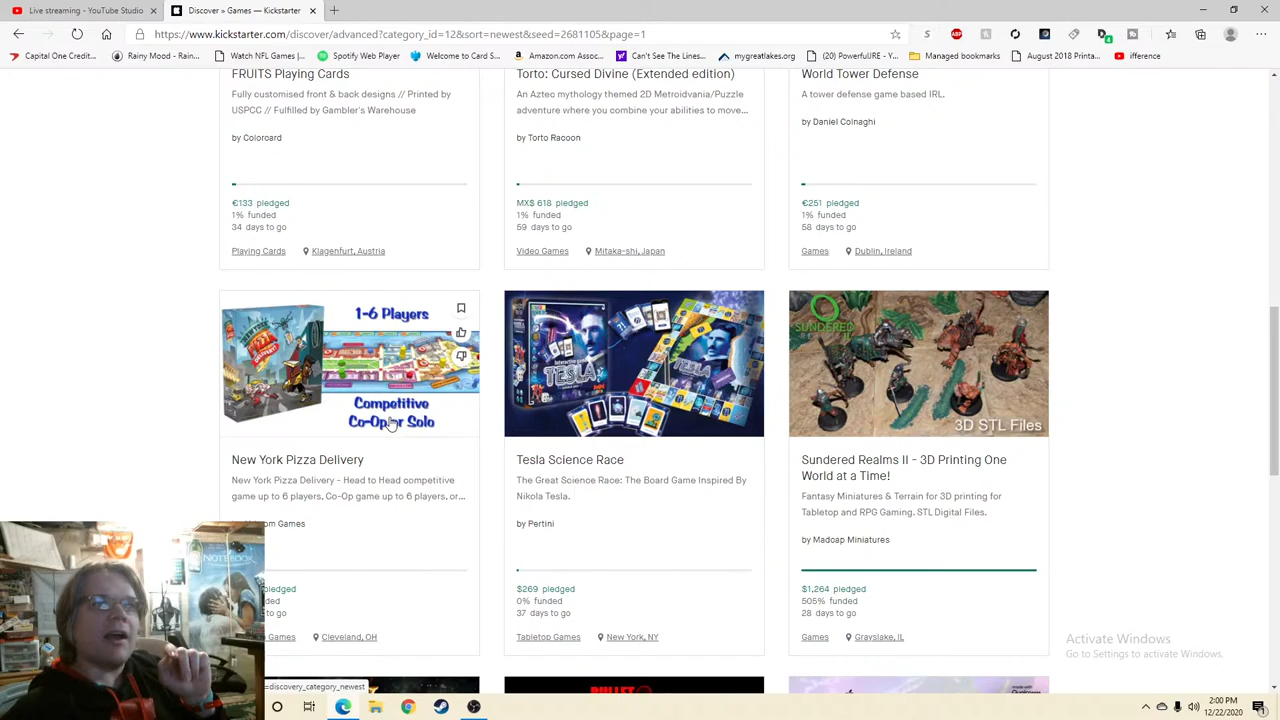 Live streaming - YouTube Studio
Discover » Games — Kickstarter
https://www.kickstarter.com/discover/advanced?category_id=12&sort=newest&seed=2681105&page=1
Capital One Credit...
Rainy Mood • Rain...
Watch NFL Games |...
Spotify Web Player
Welcome to Card S...
Amazon.com Assoc...
Can't See The Lines...
mygreatlakes.org
(20) PowerfulURE - Y...
Managed bookmarks
August 2018 Printa...
ifference
FRUITS Playing Cards
Fully customised front & back designs // Printed by
USPCC // Fulfilled by Gambler's Warehouse
by Colorcard
€133 pledged
1% funded
34 days to go
Playing Cards
Klagenfurt, Austria
Torto: Cursed Divine (Extended edition)
An Aztec mythology themed 2D Metroidvania/Puzzle
adventure where you combine your abilities to move...
by Torto Racoon
MX$ 618 pledged
1% funded
59 days to go
Video Games
Mitaka-shi, Japan
World Tower Defense
A tower defense game based IRL.
by Daniel Colnaghi
€251 pledged
1% funded
58 days to go
Games
Dublin, Ireland
1-6 Players
Competitive
Co-Op or Solo
New York Pizza Delivery
New York Pizza Delivery - Head to Head competitive
game up to 6 players, Co-Op game up to 6 players, or...
Games
pledged
to go
Games
Cleveland, OH
TESLA
Tesla Science Race
The Great Science Race: The Board Game Inspired By
Nikola Tesla.
by Pertini
$269 pledged
0% funded
37 days to go
Tabletop Games
New York, NY
SUNDERED
3D STL Files
Sundered Realms II - 3D Printing One
World at a Time!
Fantasy Miniatures & Terrain for 3D printing for
Tabletop and RPG Gaming. STL Digital Files.
by Madcap Miniatures
$1,264 pledged
505% funded
28 days to go
Games
Grayslake, IL
NOTEBOOK
=discovery_category_newest
BULLET
Activate Windows
Go to Settings to activate Windows.
2:00 PM
12/22/2020